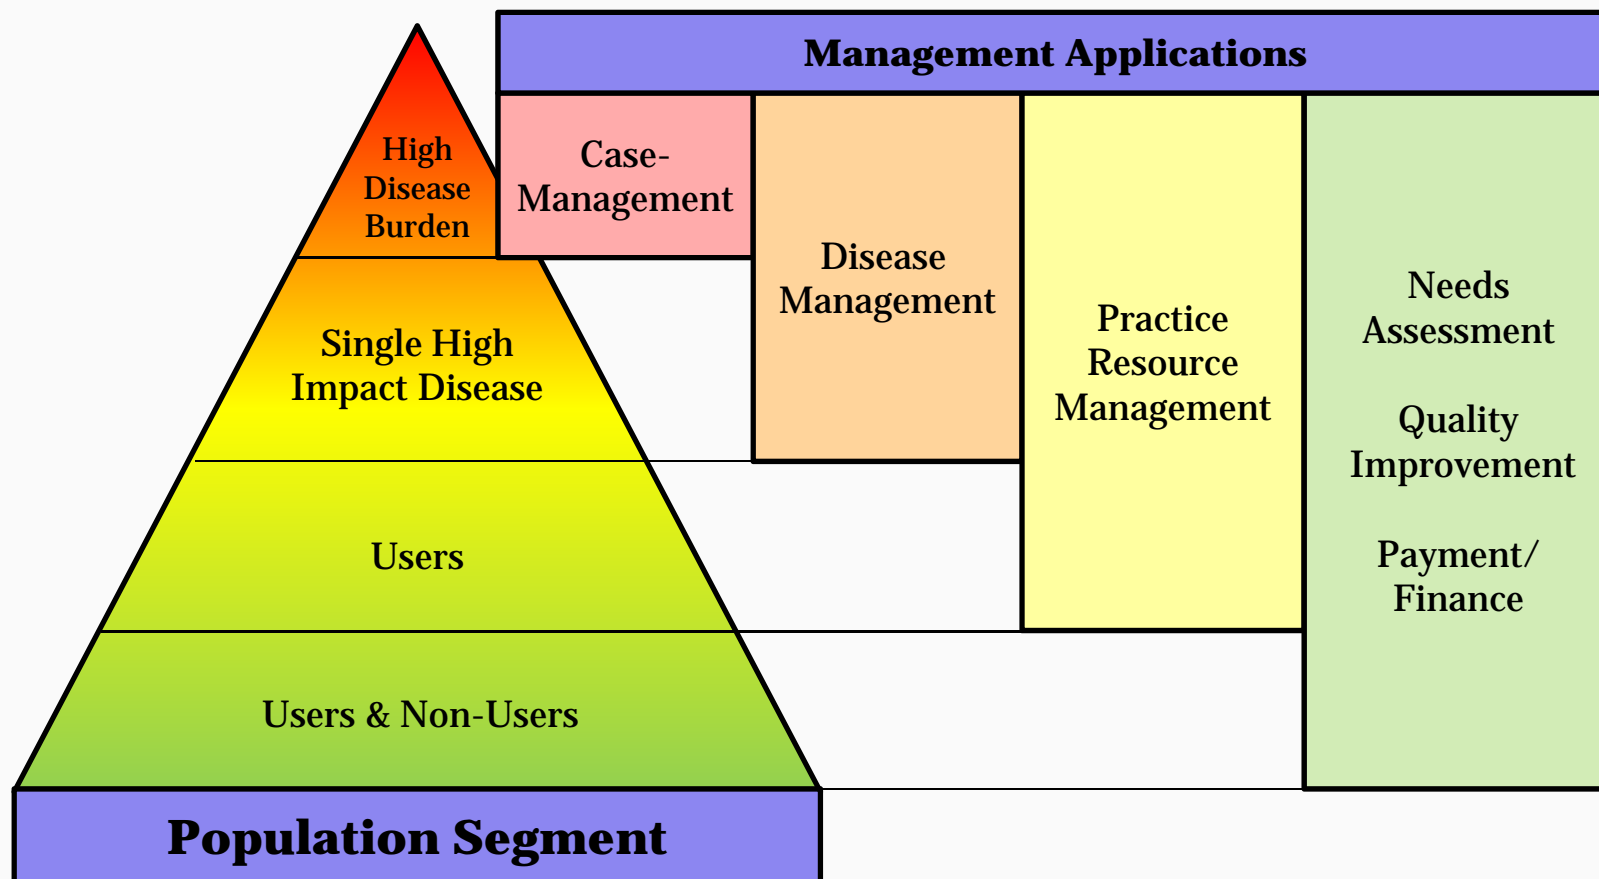 Management Applications
High
Disease
Burden
Case-
Management
Disease
Management
Practice
Resource
Management
Needs
Assessment
Quality
Improvement
Payment/
Finance
Single High
Impact Disease
Users
Users & Non-Users
Population Segment